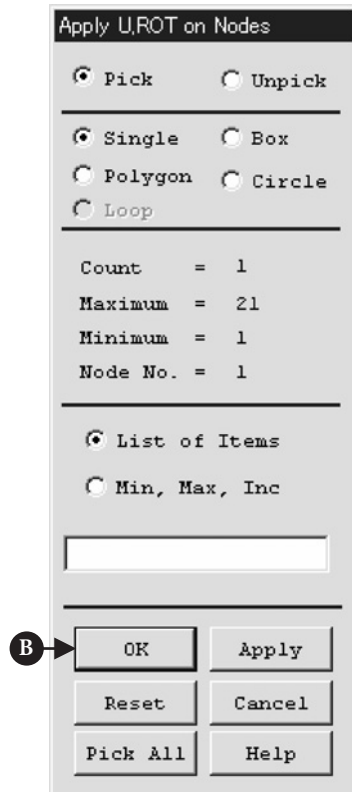 Apply U,ROT on Nodes
Pick Unpick
Single Box
Polygon Circle
Loop
Count = 1
Maximum = 21
Minimum = 1
Node No. = 1
List of Items
Min, Max, Inc
B OK Apply
Reset Cancel
Pick All Help